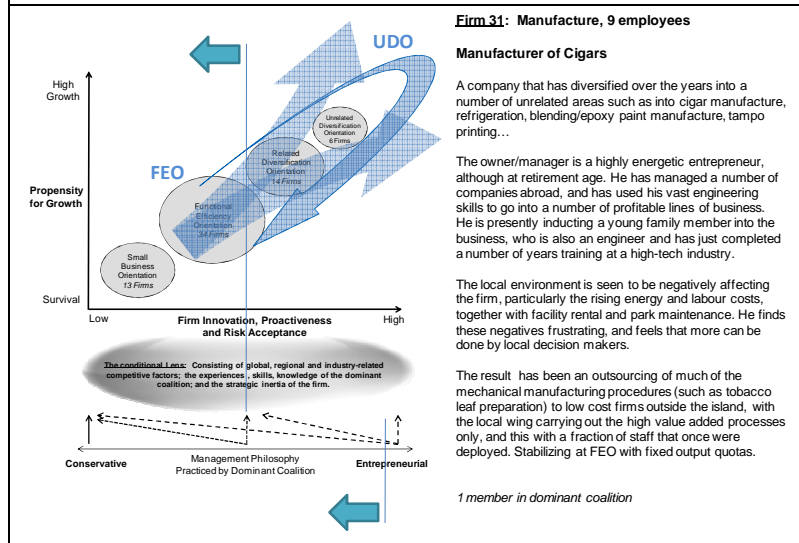 UDO
FEO
High
Growth
Propensity
for Growth
Survival
Unrelated
Diversification
Orientation
6 Firms
Related
Diversification
Orientation
14 Firms
Functional
Efficiency
Orientation
34 Firms
Small
Business
Orientation
13 Firms
Low
Firm Innovation, Proactiveness
and Risk Acceptance
High
The conditional Lens: Consisting of global, regional and industry-related
competitive factors; the experiences , skills, knowledge of the dominant
coalition; and the strategic inertia of the firm.
Conservative
Management Philosophy
Practiced by Dominant Coalition
Entrepreneurial
Firm 31: Manufacture, 9 employees
Manufacturer of Cigars
A company that has diversified over the years into a
number of unrelated areas such as into cigar manufacture,
refrigeration, blending/epoxy paint manufacture, tampo
printing…
The owner/manager is a highly energetic entrepreneur,
although at retirement age. He has managed a number of
companies abroad, and has used his vast engineering
skills to go into a number of profitable lines of business.
He is presently inducting a young family member into the
business, who is also an engineer and has just completed
a number of years training at a high-tech industry.
The local environment is seen to be negatively affecting
the firm, particularly the rising energy and labour costs,
together with facility rental and park maintenance. He finds
these negatives frustrating, and feels that more can be
done by local decision makers.
The result has been an outsourcing of much of the
mechanical manufacturing procedures (such as tobacco
leaf preparation) to low cost firms outside the island, with
the local wing carrying out the high value added processes
only, and this with a fraction of staff that once were
deployed. Stabilizing at FEO with fixed output quotas.
1 member in dominant coalition